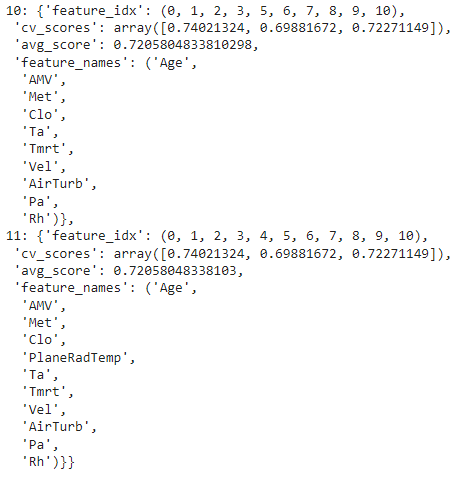 10: {'feature_idx': (0, 1, 2, 3, 5, 6, 7, 8, 9, 10),
'cv_scores': array([0.74021324, 0.69881672, 0.72271149]),
'avg_score': 0.7205804833810298,
'feature_names': ('Age',
'AMV',
'Met',
'Clo',
'Ta',
'Tmrt',
'Vel',
'AirTurb',
'Pa',
'Rh')},
11: {'feature_idx': (0, 1, 2, 3, 4, 5, 6, 7, 8, 9, 10),
'cv_scores': array([0.74021324, 0.69881672, 0.72271149]),
'avg_score': 0.72058048338103,
'feature_names': ('Age',
'AMV',
'Met',
'Clo',
'PlaneRadTemp',
'Ta',
'Tmrt',
'Vel',
'AirTurb',
'Pa',
'Rh')}}